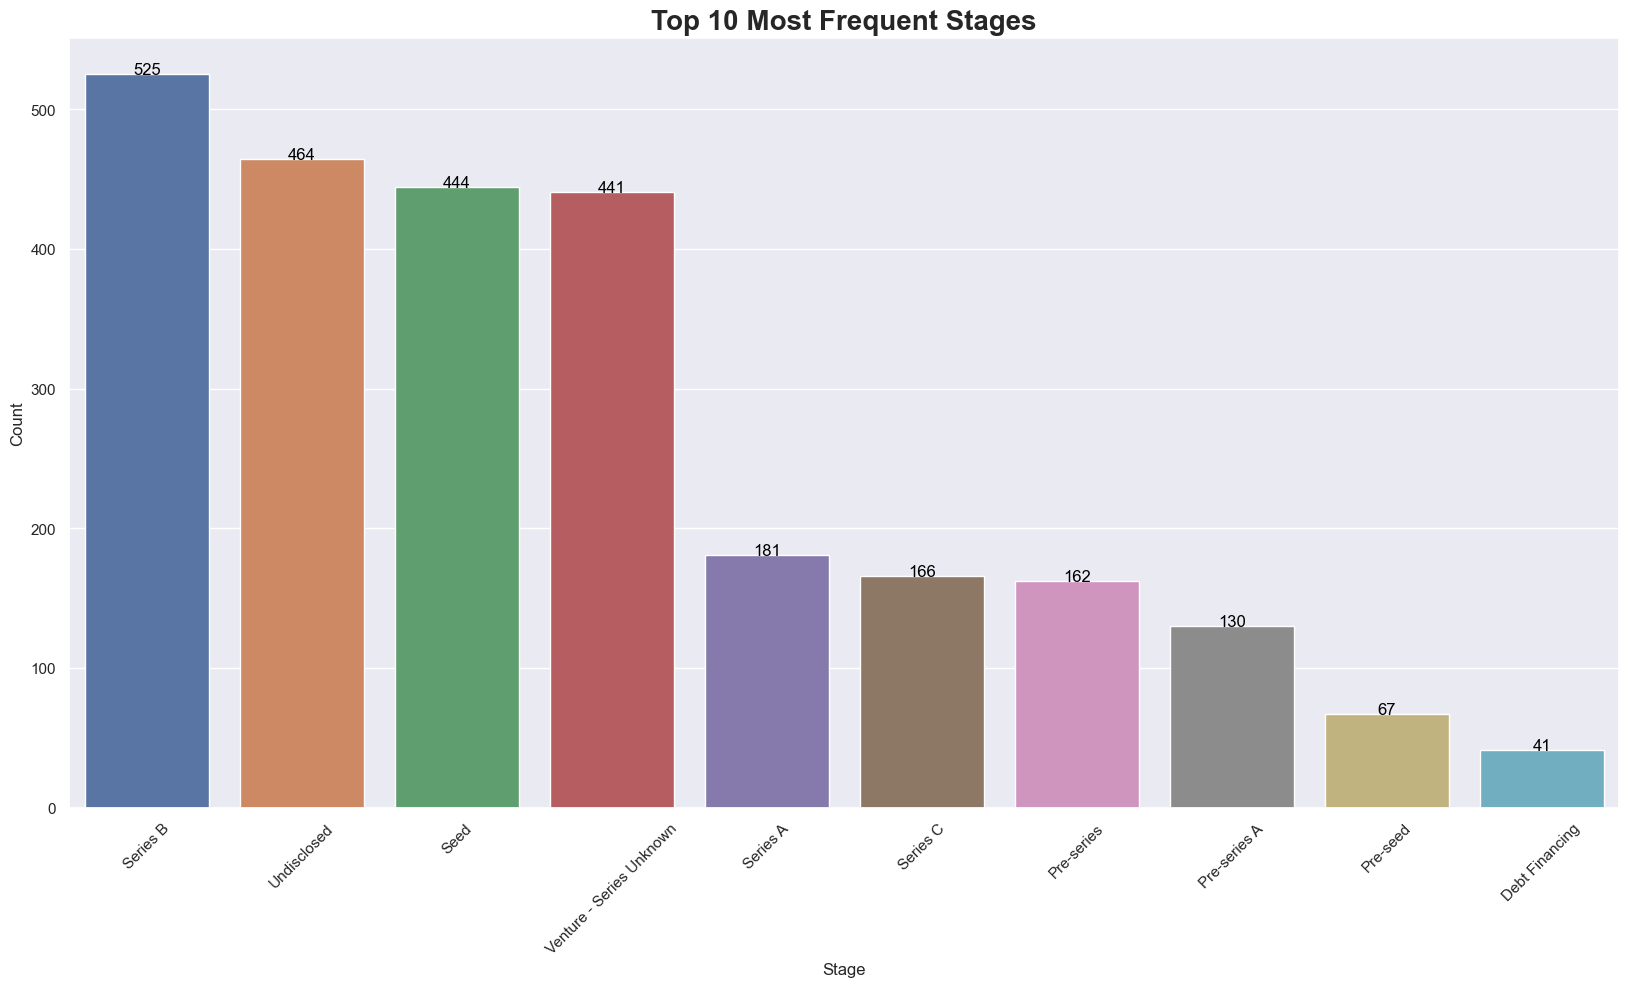 Top 10 Most Frequent Stages
525
464
444
441
181
166
162
130
67
41
500
400
300
200
100
0
Count
Series B
Undisclosed
Seed
Venture - Series Unknown
Series A
Series C
Pre-series
Pre-series A
Pre-seed
Debt Financing
Stage